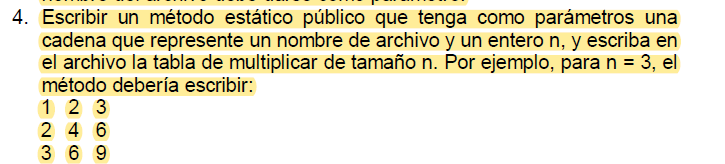 4. Escribir un método estático público que tenga como parámetros una
cadena que represente un nombre de archivo y un entero n, y escriba en
el archivo la tabla de multiplicar de tamaño n. Por ejemplo, para n = 3, el
método debería escribir:
1 2 3
2 4 6
3 6 9